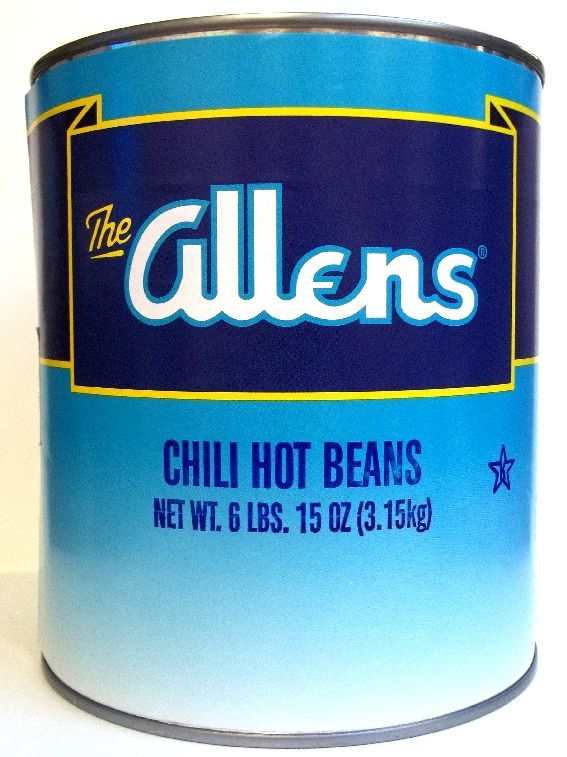 The Allens®
CHILI HOT BEANS
NET WT. 6 LBS. 15 OZ (3.15kg)
K